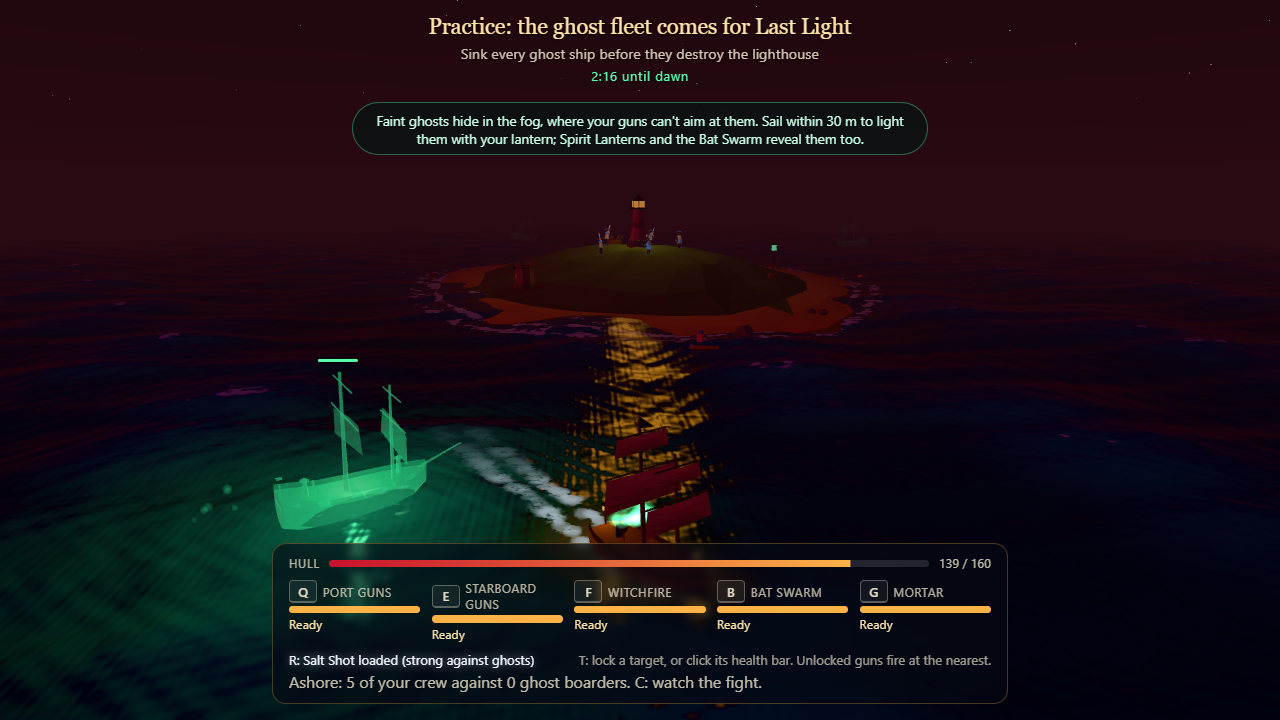 Practice: the ghost fleet comes for Last Light
Sink every ghost ship before they destroy the lighthouse
2:16 until dawn
Faint ghosts hide in the fog, where your guns can't aim at them. Sail within 30 m to light
them with your lantern; Spirit Lanterns and the Bat Swarm reveal them too.
HULL 139 / 160
Q PORT GUNS
Ready
E STARBOARD
GUNS
Ready
F WITCHFIRE
Ready
B BAT SWARM
Ready
G MORTAR
Ready
R: Salt Shot loaded (strong against ghosts)
T: lock a target, or click its health bar. Unlocked guns fire at the nearest.
Ashore: 5 of your crew against 0 ghost boarders. C: watch the fight.